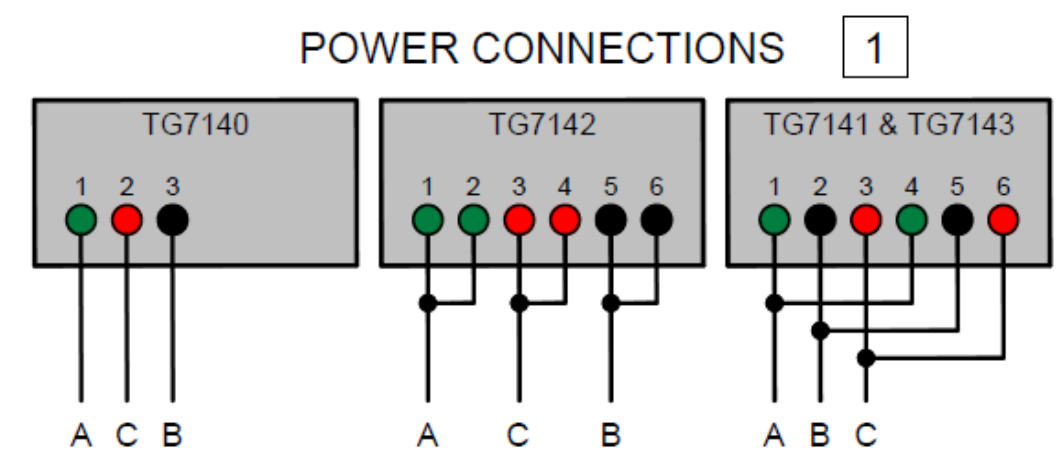 POWER CONNECTIONS 1
TG7140
1 2 3
A C B
TG7142
1 2 3 4 5 6
A C B
TG7141 & TG7143
1 2 3 4 5 6
A B C